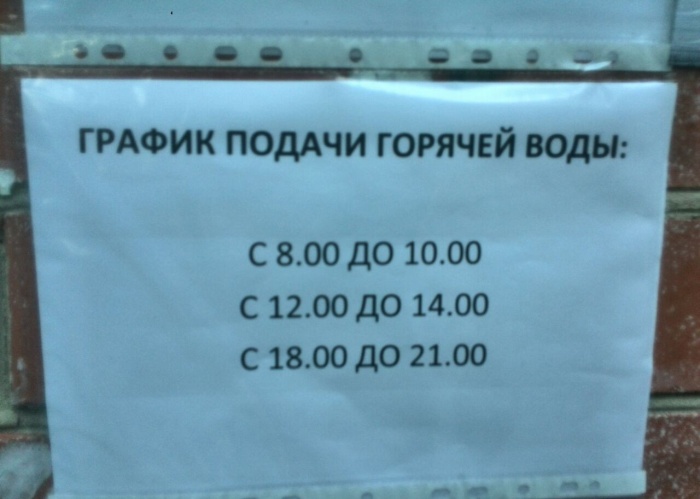 ГРАФИК ПОДАЧИ ГОРЯЧЕЙ ВОДЫ:
С 8.00 ДО 10.00
С 12.00 ДО 14.00
С 18.00 ДО 21.00